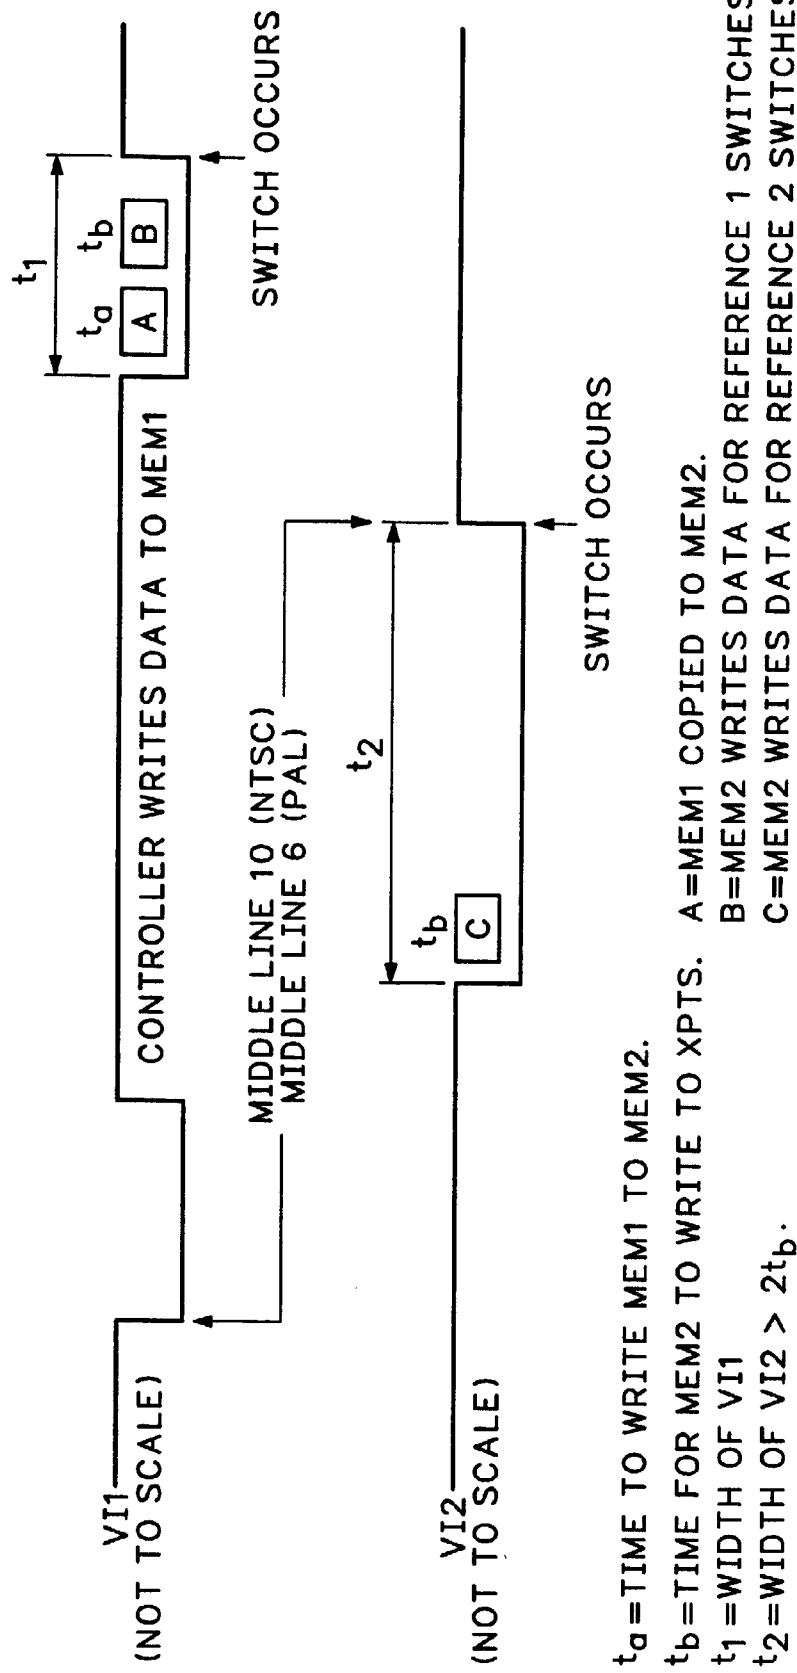 t1
ta
tb
VI1
(NOT TO SCALE)
CONTROLLER WRITES DATA TO MEM1
A
B
SWITCH OCCURS
MIDDLE LINE 10 (NTSC)
MIDDLE LINE 6 (PAL)
t2
tb
VI2
(NOT TO SCALE)
C
SWITCH OCCURS
ta=TIME TO WRITE MEM1 TO MEM2.
tb=TIME FOR MEM2 TO WRITE TO XPTS.
t1=WIDTH OF VI1
t2=WIDTH OF VI2 > 2tb.
A=MEM1 COPIED TO MEM2.
B=MEM2 WRITES DATA FOR REFERENCE 1 SWITCHES
C=MEM2 WRITES DATA FOR REFERENCE 2 SWITCHES